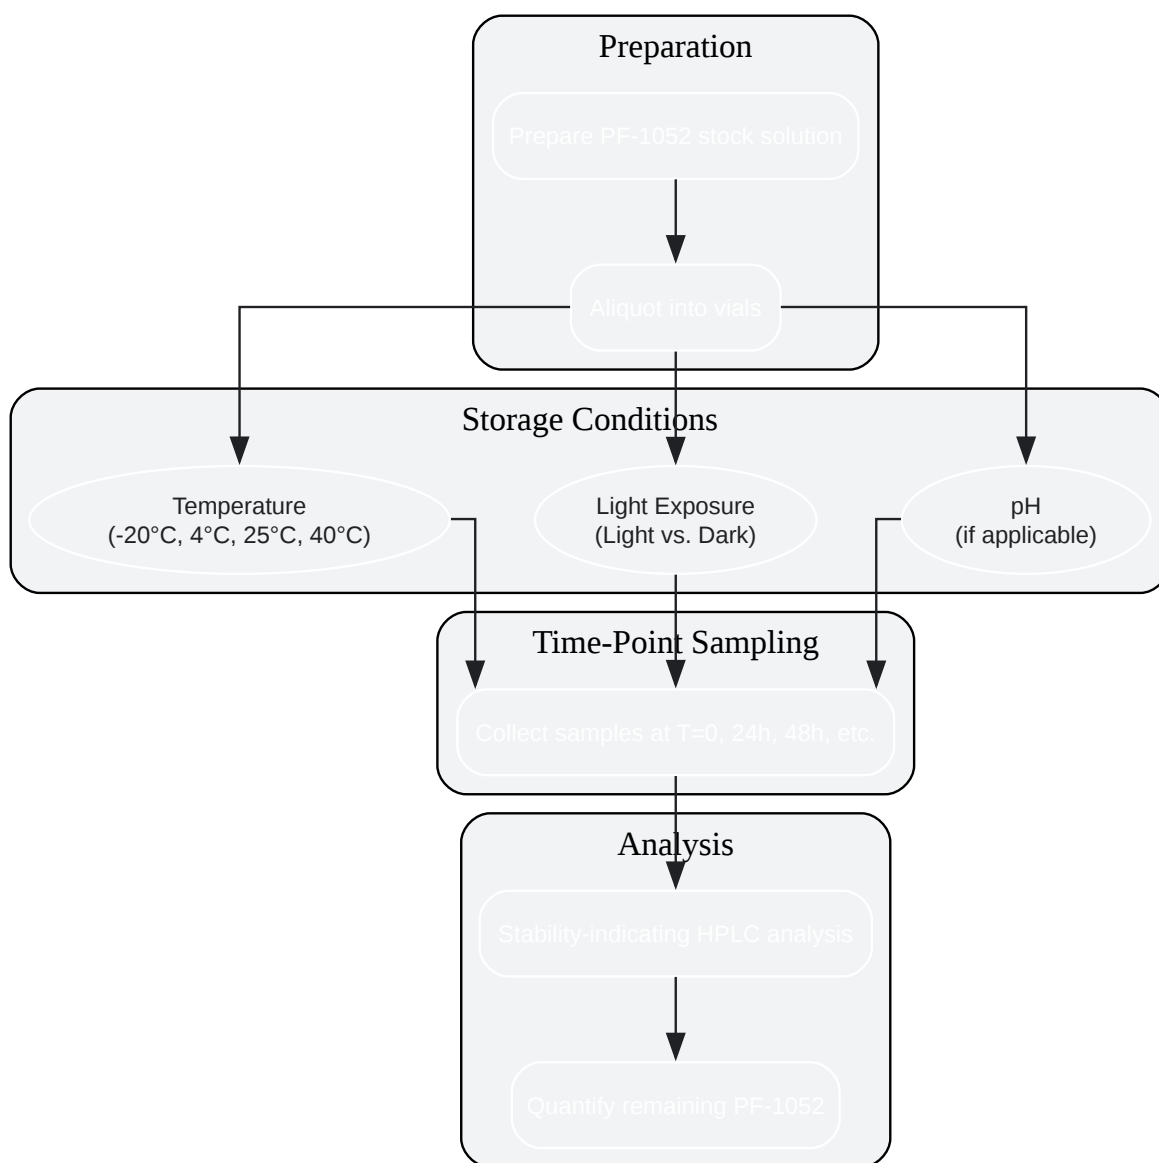 Preparation
Prepare PF-1052 stock solution
Aliquot into vials
Storage Conditions
Temperature
(-20°C, 4°C, 25°C, 40°C)
Light Exposure
(Light vs. Dark)
pH
(if applicable)
Time-Point Sampling
Collect samples at T=0, 24h, 48h, etc.
Analysis
Stability-indicating HPLC analysis
Quantify remaining PF-1052